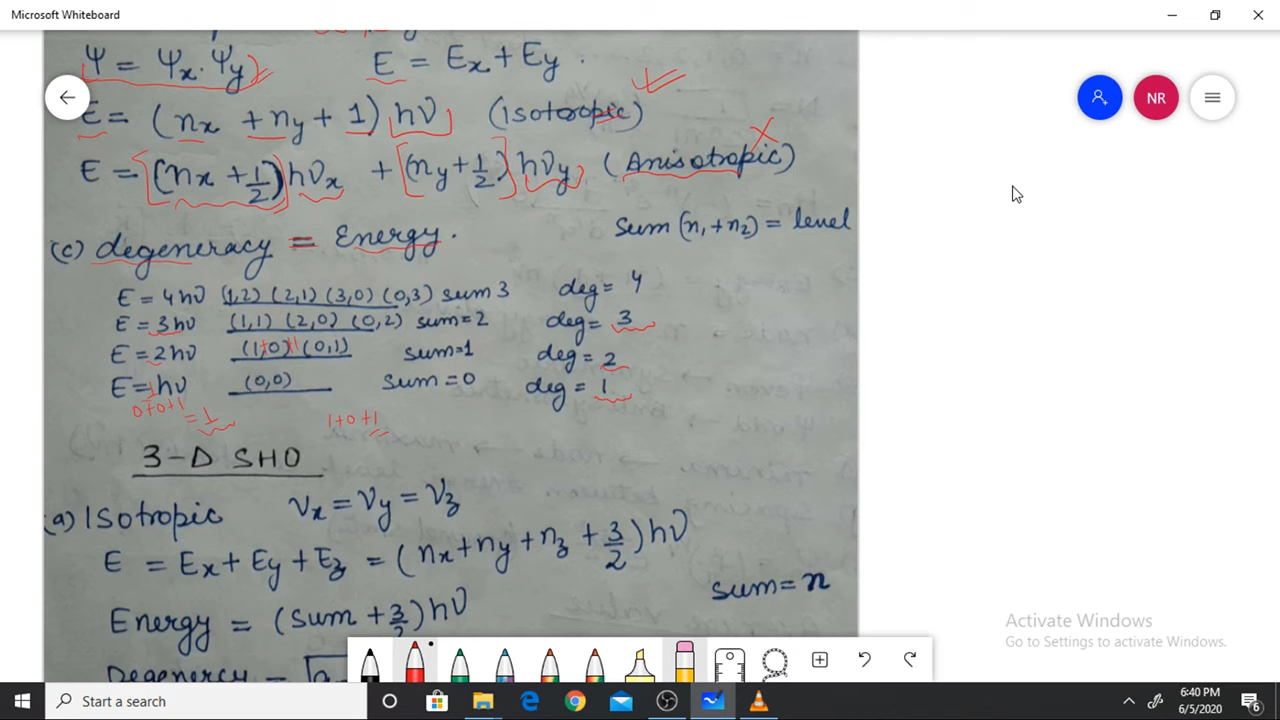 Microsoft Whiteboard
Ψ = Ψx . Ψy
E = Ex + Ey .
E = (nx + ny + 1) hν (Isotropic)
E = (nx + 1/2) hνx + (ny + 1/2) hνy (Anisotropic)
(c) degeneracy = Energy .
Sum (n₁ + n₂) = level
E = 4hν (1,2) (2,1) (3,0) (0,3) sum 3 deg = 4
E = 3hν (1,1) (2,0) (0,2) sum=2 deg = 3
E = 2hν (1,0) (0,1) sum=1 deg = 2
E = hν (0,0) sum = 0 deg = 1
0+0+1 = 1
1+0+1
3-D SHO
(a) Isotropic νx = νy = νz
E = Ex + Ey + Ez = (nx + ny + nz + 3/2) hν
sum = n
Energy = (sum + 3/2) hν
Degenercy =
NR
Activate Windows
Go to Settings to activate Windows.
Start a search
6:40 PM
6/5/2020
6